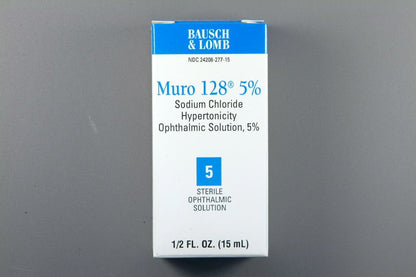 BAUSCH
& LOMB
NDC 24208-277-15
Muro 128® 5%
Sodium Chloride
Hypertonicity
Ophthalmic Solution, 5%
5
STERILE
OPHTHALMIC
SOLUTION
1/2 FL. OZ. (15 mL)